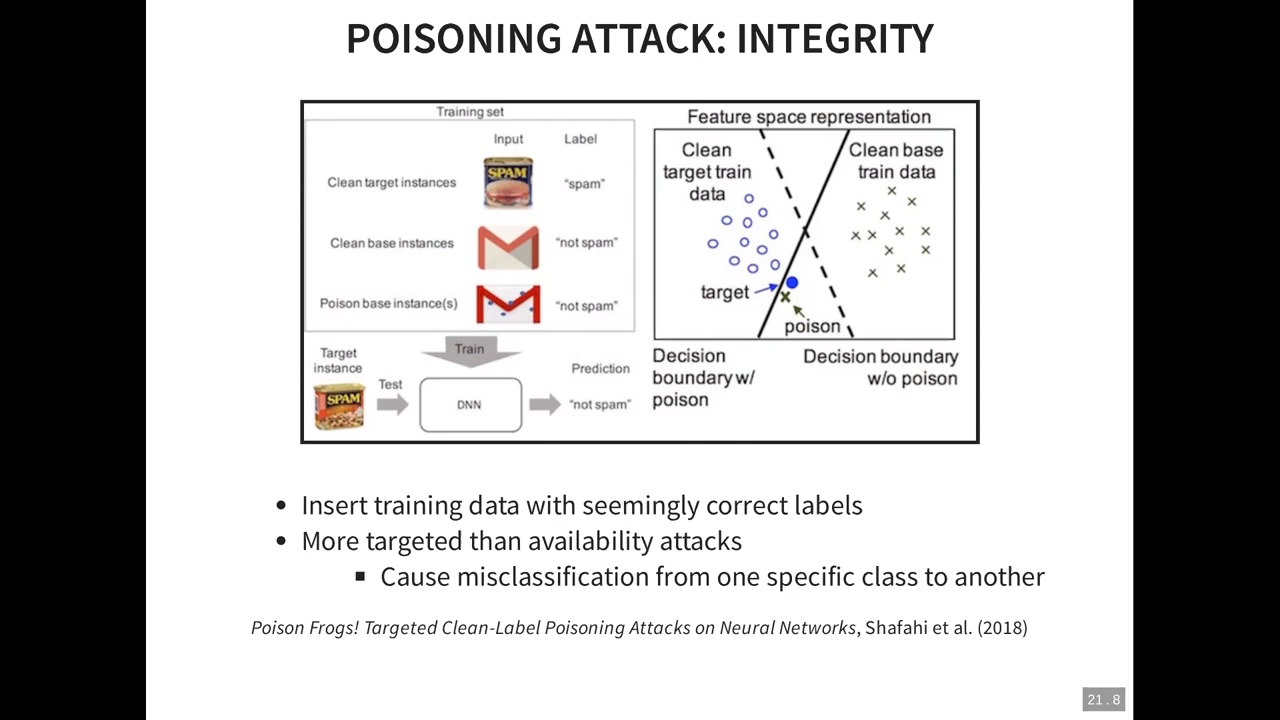 POISONING ATTACK: INTEGRITY
Training set
Input Label
Clean target instances SPAM "spam"
Clean base instances "not spam"
Poison base instance(s) "not spam"
Train
Target
instance
Test
SPAM
DNN
Prediction
"not spam"
Feature space representation
Clean
target train
data
Clean base
train data
target
poison
Decision
boundary w/
poison
Decision boundary
w/o poison
• Insert training data with seemingly correct labels
• More targeted than availability attacks
▪ Cause misclassification from one specific class to another
Poison Frogs! Targeted Clean-Label Poisoning Attacks on Neural Networks, Shafahi et al. (2018)
21 . 8